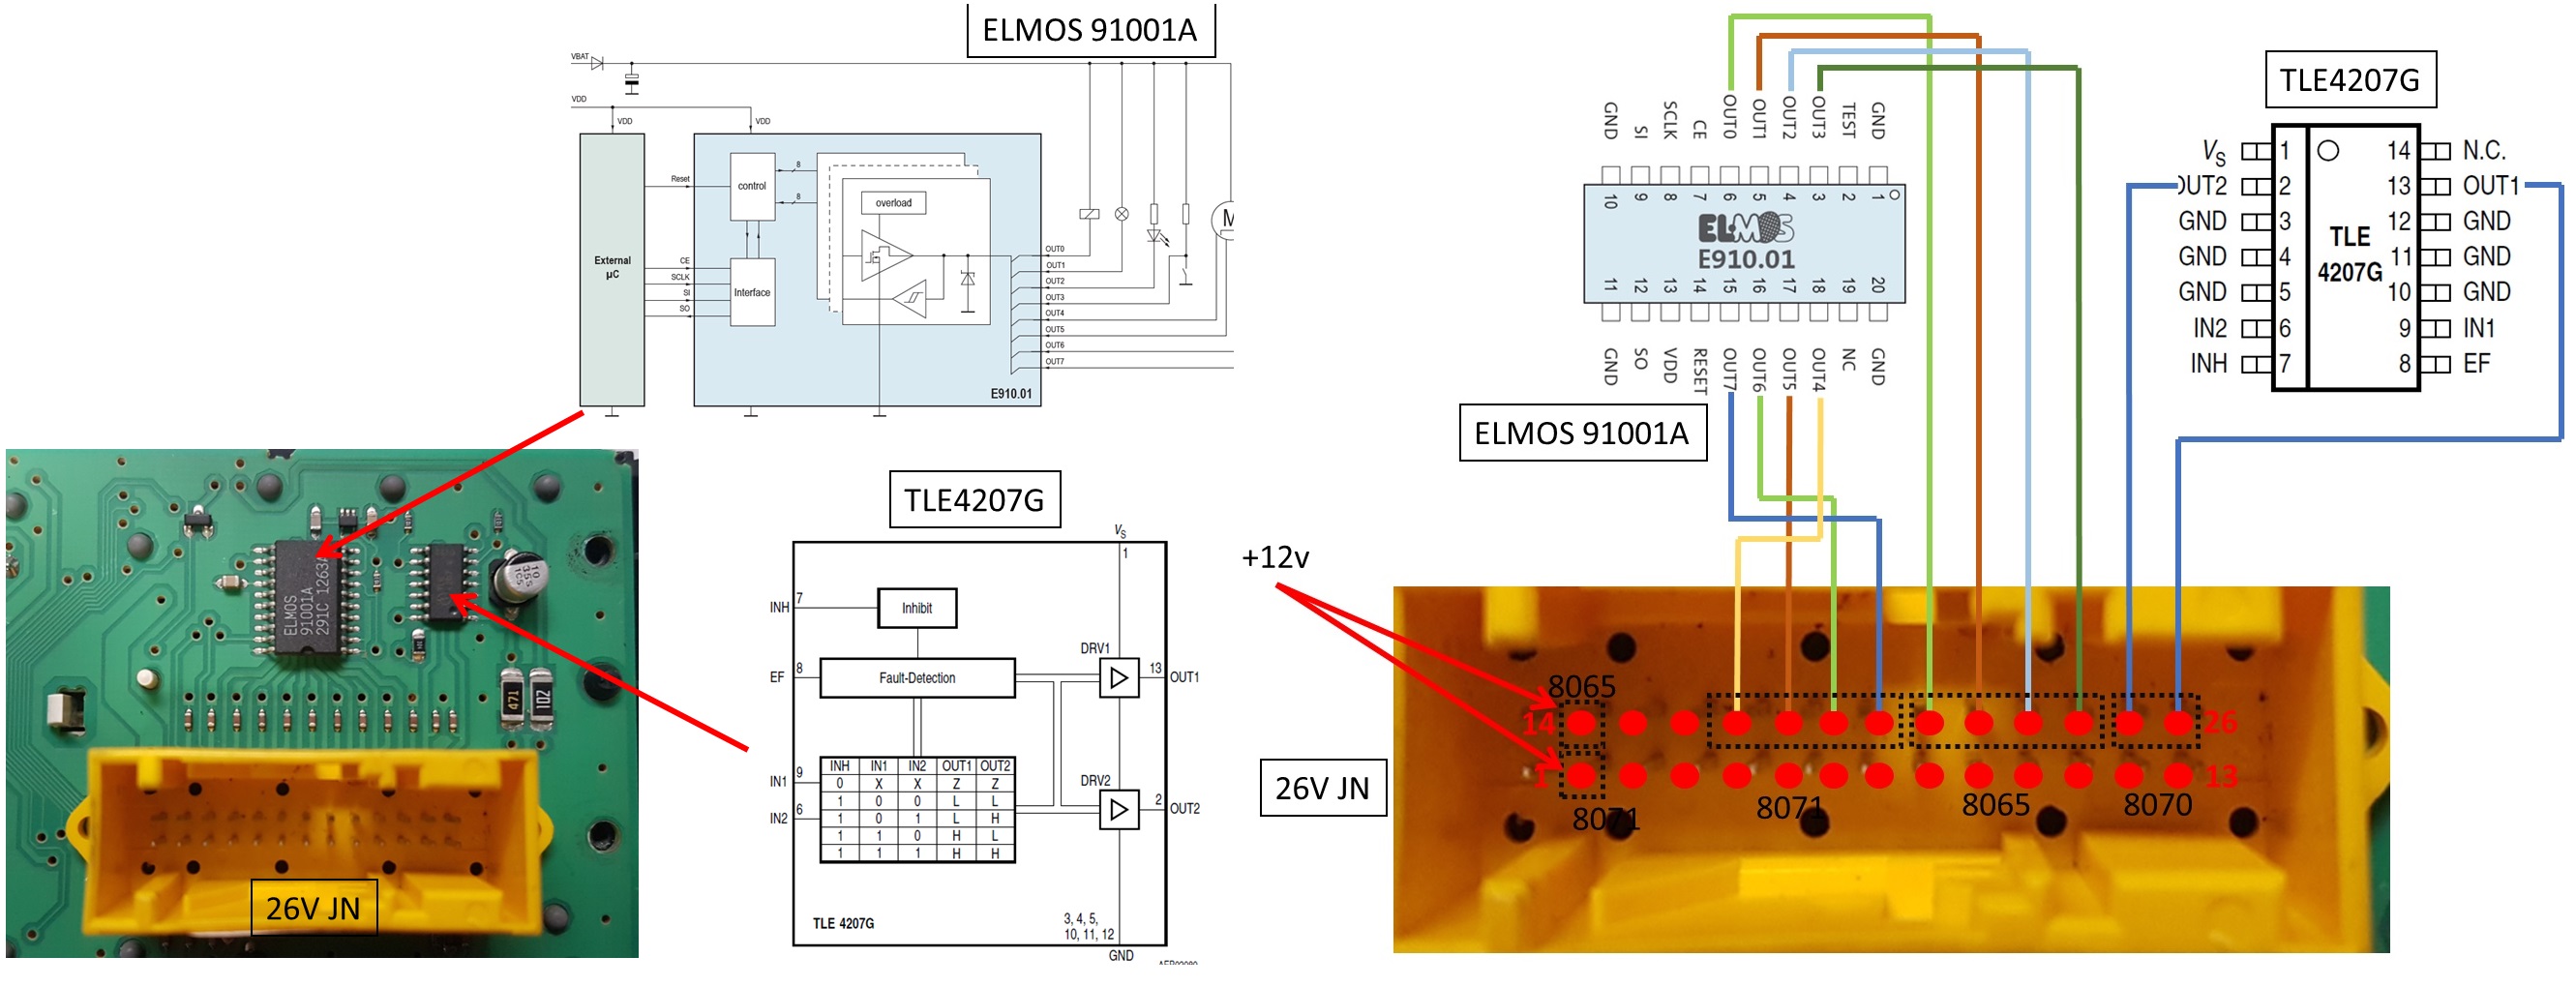 ELMOS 91001A
VBAT
VDD
VDD
VDD
External
µC
Reset
CE
SCLK
SI
SO
control
8
8
Interface
overload
OUT0
OUT1
OUT2
OUT3
OUT4
OUT5
OUT6
OUT7
M
E910.01
ELMOS
91001A
291C 1263A
10
35
1C5
471
102
26V JN
TLE4207G
VS
1
INH
7
Inhibit
EF
8
Fault-Detection
DRV1
13
OUT1
IN1
9
IN2
6
INH IN1 IN2 OUT1 OUT2
0 X X Z Z
1 0 0 L L
1 0 1 L H
1 1 0 H L
1 1 1 H H
DRV2
2
OUT2
TLE 4207G
3, 4, 5,
10, 11, 12
GND
GND SI SCLK CE OUT0 OUT1 OUT2 OUT3 TEST GND
10 9 8 7 6 5 4 3 2 1
ELMOS
E910.01
11 12 13 14 15 16 17 18 19 20
GND SO VDD RESET OUT7 OUT6 OUT5 OUT4 NC GND
ELMOS 91001A
TLE4207G
VS 1 14 N.C.
OUT2 2 13 OUT1
GND 3 12 GND
GND 4 11 GND
GND 5 10 GND
IN2 6 9 IN1
INH 7 8 EF
TLE
4207G
+12v
26V JN
8065
14 26
1 13
8071 8071 8065 8070